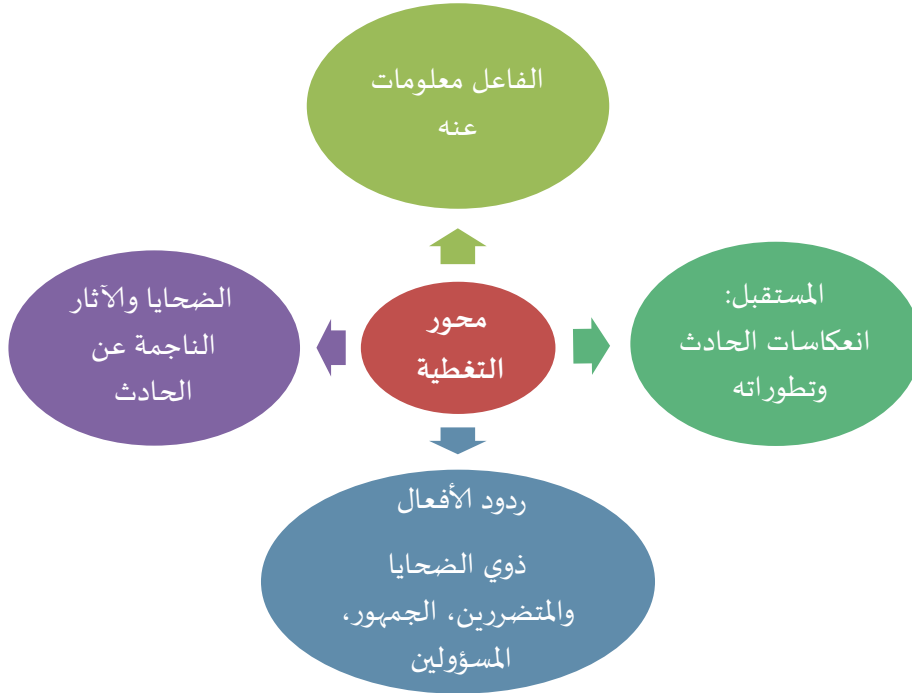 الفاعل معلومات
عنه
المستقبل:
انعكاسات الحادث
وتطوراته
محور
التغطية
الضحايا والآثار
الناجمة عن
الحادث
ردود الأفعال
ذوي الضحايا
والمتضررين، الجمهور،
المسؤولين